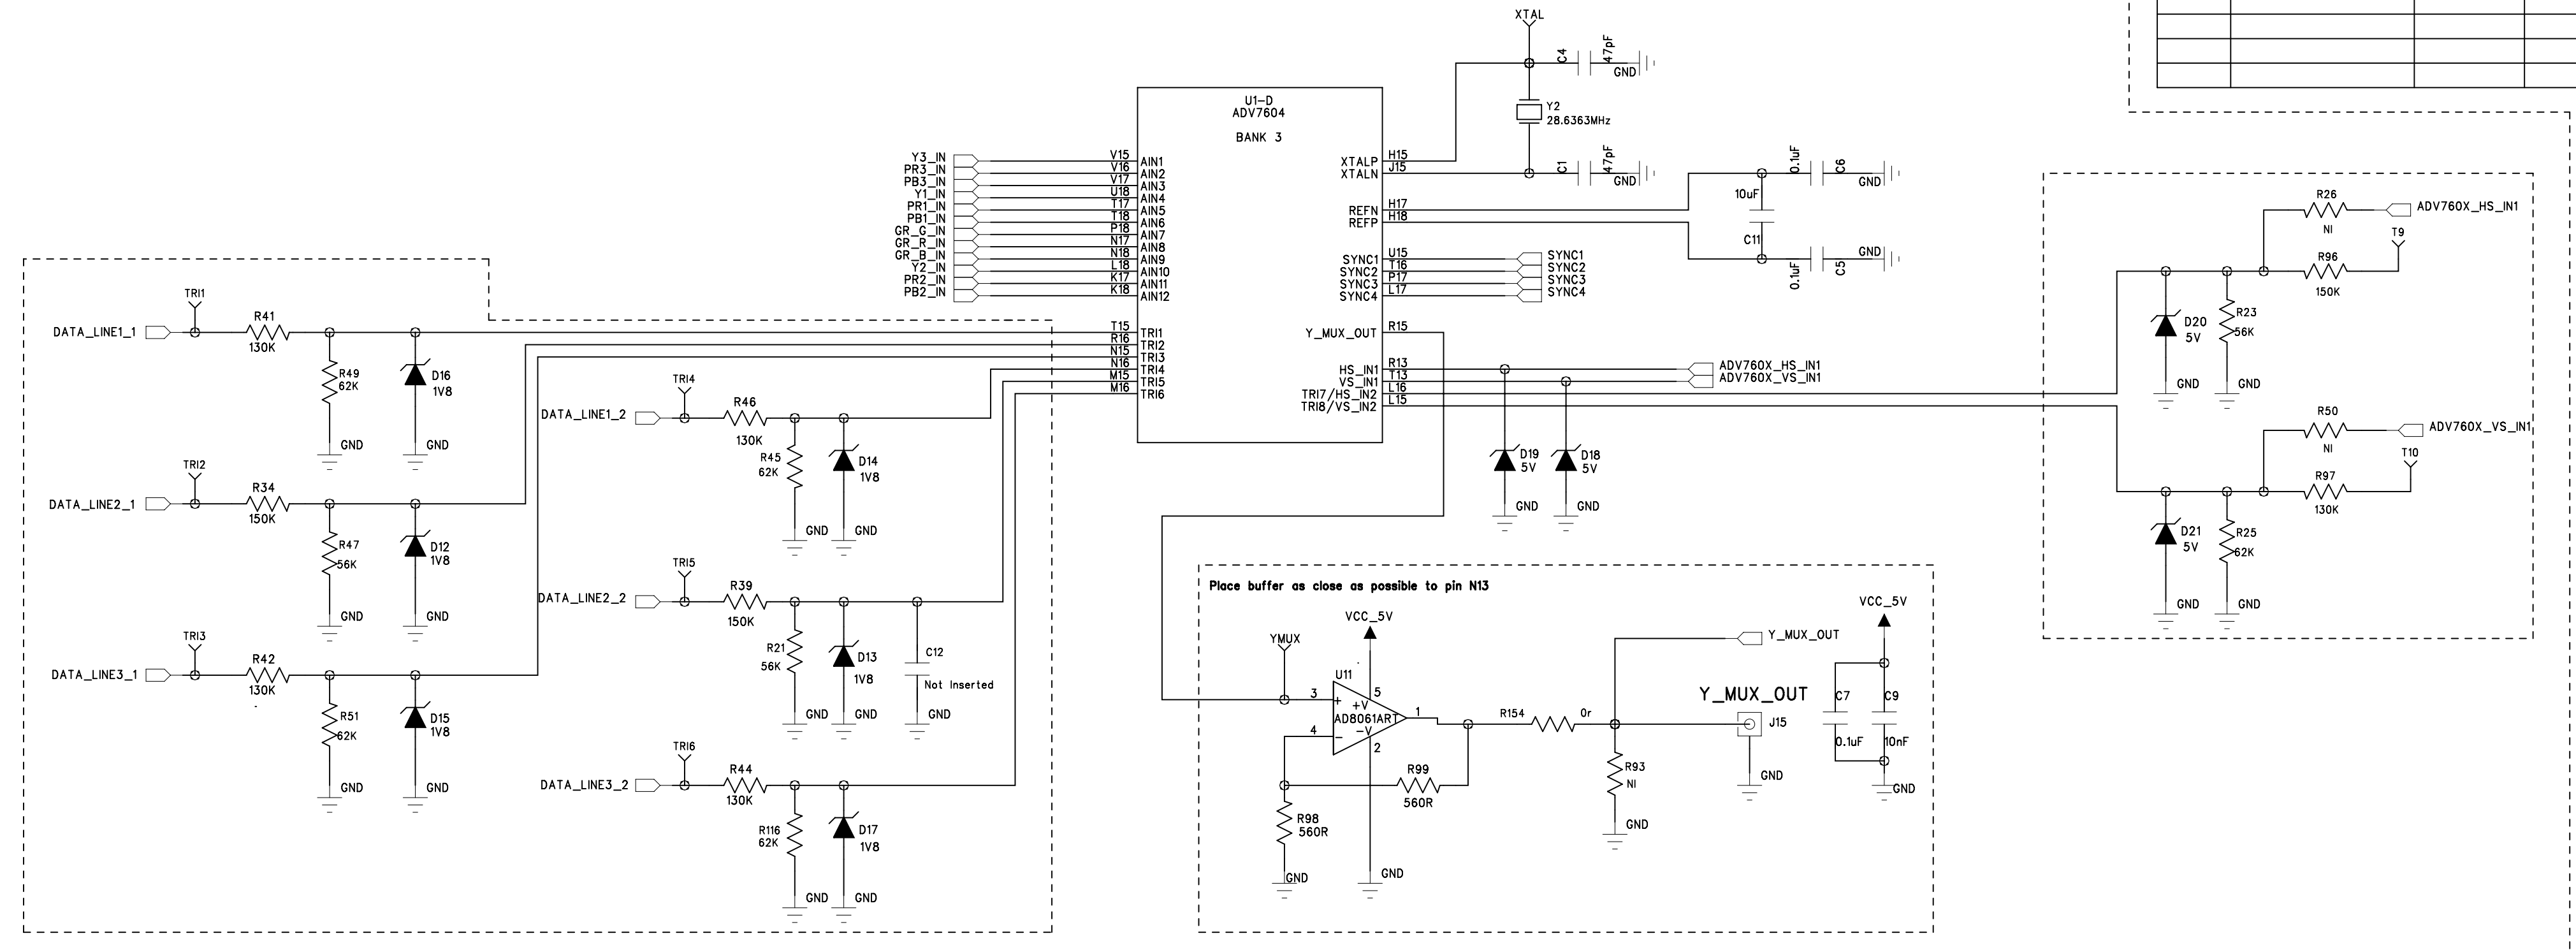 XTAL
C4
47pF
GND
Y2
28.6363MHz
C1
47pF
GND
U1-D
ADV7604
BANK 3
Y3_IN V15 AIN1
PR3_IN V16 AIN2
PB3_IN V17 AIN3
Y1_IN U18 AIN4
PR1_IN T17 AIN5
PB1_IN T18 AIN6
GR_G_IN P18 AIN7
GR_R_IN N17 AIN8
GR_B_IN N18 AIN9
Y2_IN L18 AIN10
PR2_IN K17 AIN11
PB2_IN K18 AIN12
T15 TRI1
R16 TRI2
N15 TRI3
N16 TRI4
M15 TRI5
M16 TRI6
XTALP H15
XTALN J15
REFN H17
REFP H18
SYNC1 U15 SYNC1
SYNC2 T16 SYNC2
SYNC3 P17 SYNC3
SYNC4 L17 SYNC4
Y_MUX_OUT R15
HS_IN1 R13 ADV760X_HS_IN1
VS_IN1 T13 ADV760X_VS_IN1
TRI7/HS_IN2 L16
TRI8/VS_IN2 L15
10uF
C11
0.1uF
C6
GND
0.1uF
C5
GND
D19
5V
GND
D18
5V
GND
TRI1
DATA_LINE1_1
R41
130K
R49
62K
GND
D16
1V8
GND
TRI2
DATA_LINE2_1
R34
150K
R47
56K
GND
D12
1V8
GND
TRI3
DATA_LINE3_1
R42
130K
R51
62K
GND
D15
1V8
GND
TRI4
DATA_LINE1_2
R46
130K
R45
62K
GND
D14
1V8
GND
TRI5
DATA_LINE2_2
R39
150K
R21
56K
GND
D13
1V8
GND
C12
Not Inserted
GND
TRI6
DATA_LINE3_2
R44
130K
R116
62K
GND
D17
1V8
GND
Place buffer as close as possible to pin N13
YMUX
VCC_5V
U11
3
+
+V
5
AD8061ART
1
4
-
-V
2
R99
560R
R98
560R
GND
GND
R154
0r
Y_MUX_OUT
R93
NI
GND
Y_MUX_OUT
J15
GND
VCC_5V
C7
0.1uF
C9
10nF
GND
R26
NI
ADV760X_HS_IN1
T9
R96
150K
D20
5V
GND
R23
56K
GND
R50
NI
ADV760X_VS_IN1
T10
R97
130K
D21
5V
GND
R25
62K
GND